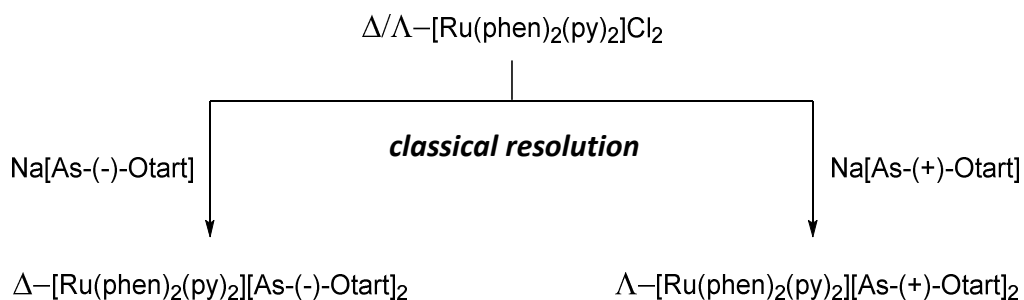 Δ/Λ–[Ru(phen)₂(py)₂]Cl₂
classical resolution
Na[As-(-)-Otart]
Na[As-(+)-Otart]
Δ–[Ru(phen)₂(py)₂][As-(-)-Otart]₂
Λ–[Ru(phen)₂(py)₂][As-(+)-Otart]₂